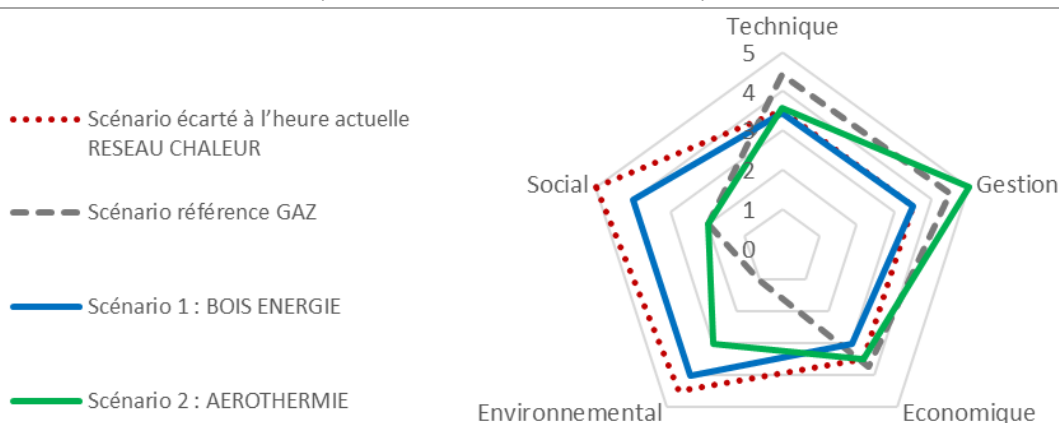 Technique
5
4
3
2
1
0
Scénario écarté à l'heure actuelle
RESEAU CHALEUR
Social
Gestion
Scénario référence GAZ
Scénario 1 : BOIS ENERGIE
Scénario 2 : AEROTHERMIE
Environnemental
Economique